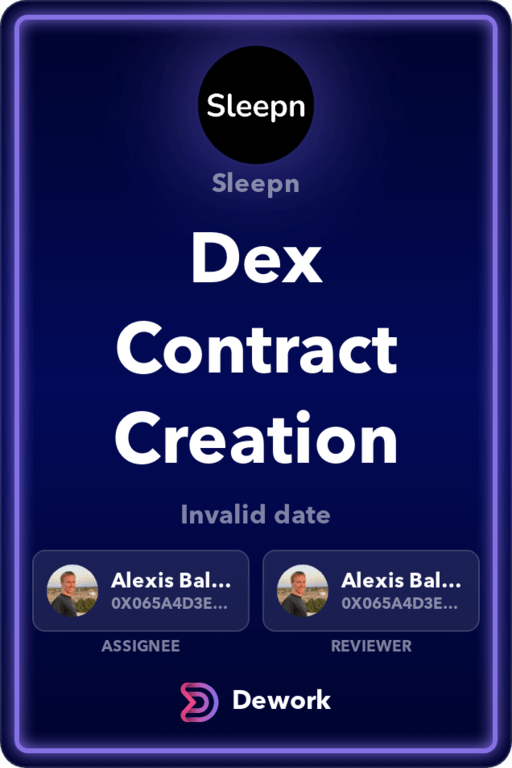 Sleepn
Sleepn
Dex
Contract
Creation
Invalid date
Alexis Bal...
0X065A4D3E...
ASSIGNEE
Alexis Bal...
0X065A4D3E...
REVIEWER
Dework